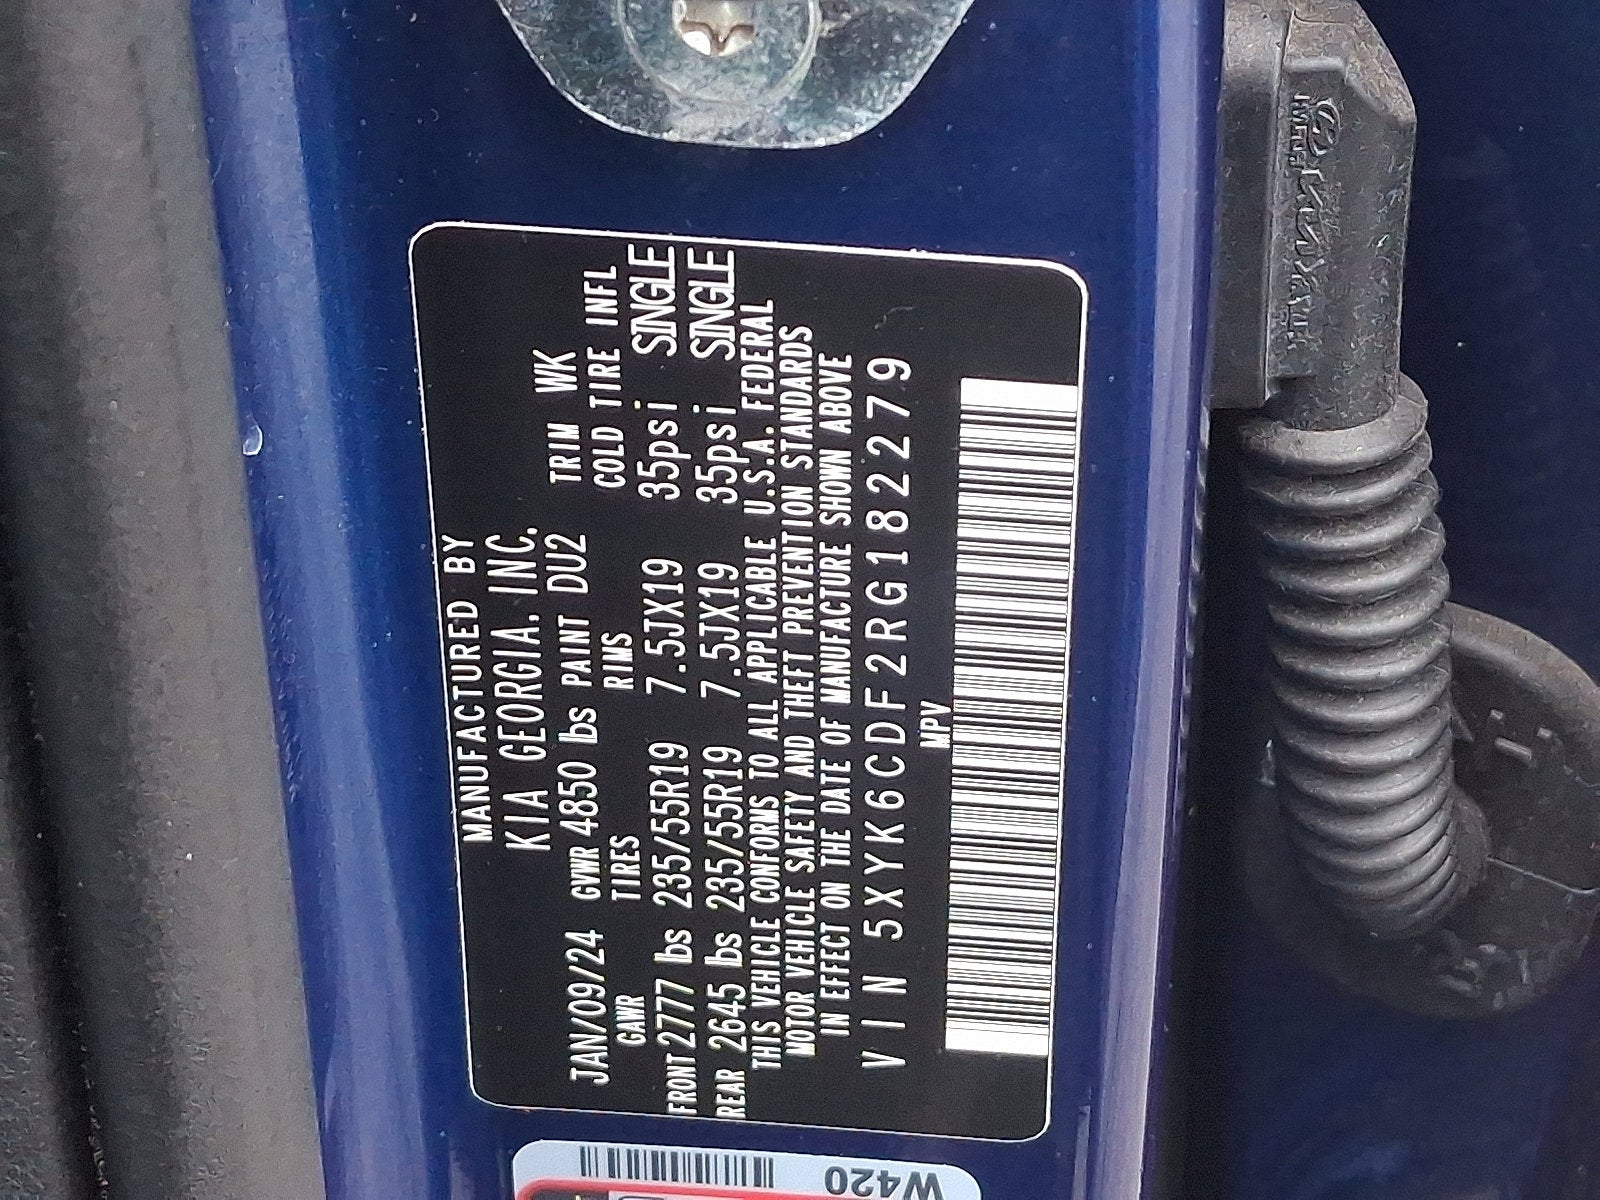 MANUFACTURED BY
KIA GEORGIA, INC.
JAN/09/24 GVWR 4850 lbs PAINT DU2 TRIM WK
GAWR TIRES RIMS COLD TIRE INFL
FRONT 2777 lbs 235/55R19 7.5JX19 35psi SINGLE
REAR 2645 lbs 235/55R19 7.5JX19 35psi SINGLE
THIS VEHICLE CONFORMS TO ALL APPLICABLE U.S.A. FEDERAL
MOTOR VEHICLE SAFETY AND THEFT PREVENTION STANDARDS
IN EFFECT ON THE DATE OF MANUFACTURE SHOWN ABOVE
VIN 5XYK6CDF2RG182279
MPV
W420